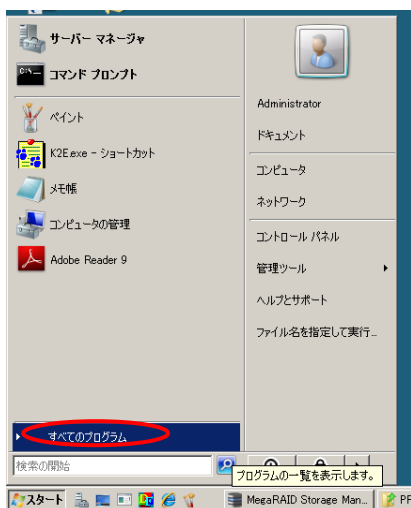 サーバー マネージャ
コマンド プロンプト
ペイント
K2E.exe - ショートカット
メモ帳
コンピュータの管理
Adobe Reader 9
すべてのプログラム
検索の開始
Administrator
ドキュメント
コンピュータ
ネットワーク
コントロール パネル
管理ツール
ヘルプとサポート
ファイル名を指定して実行...
プログラムの一覧を表示します。
スタート
MegaRAID Storage Man...
PF